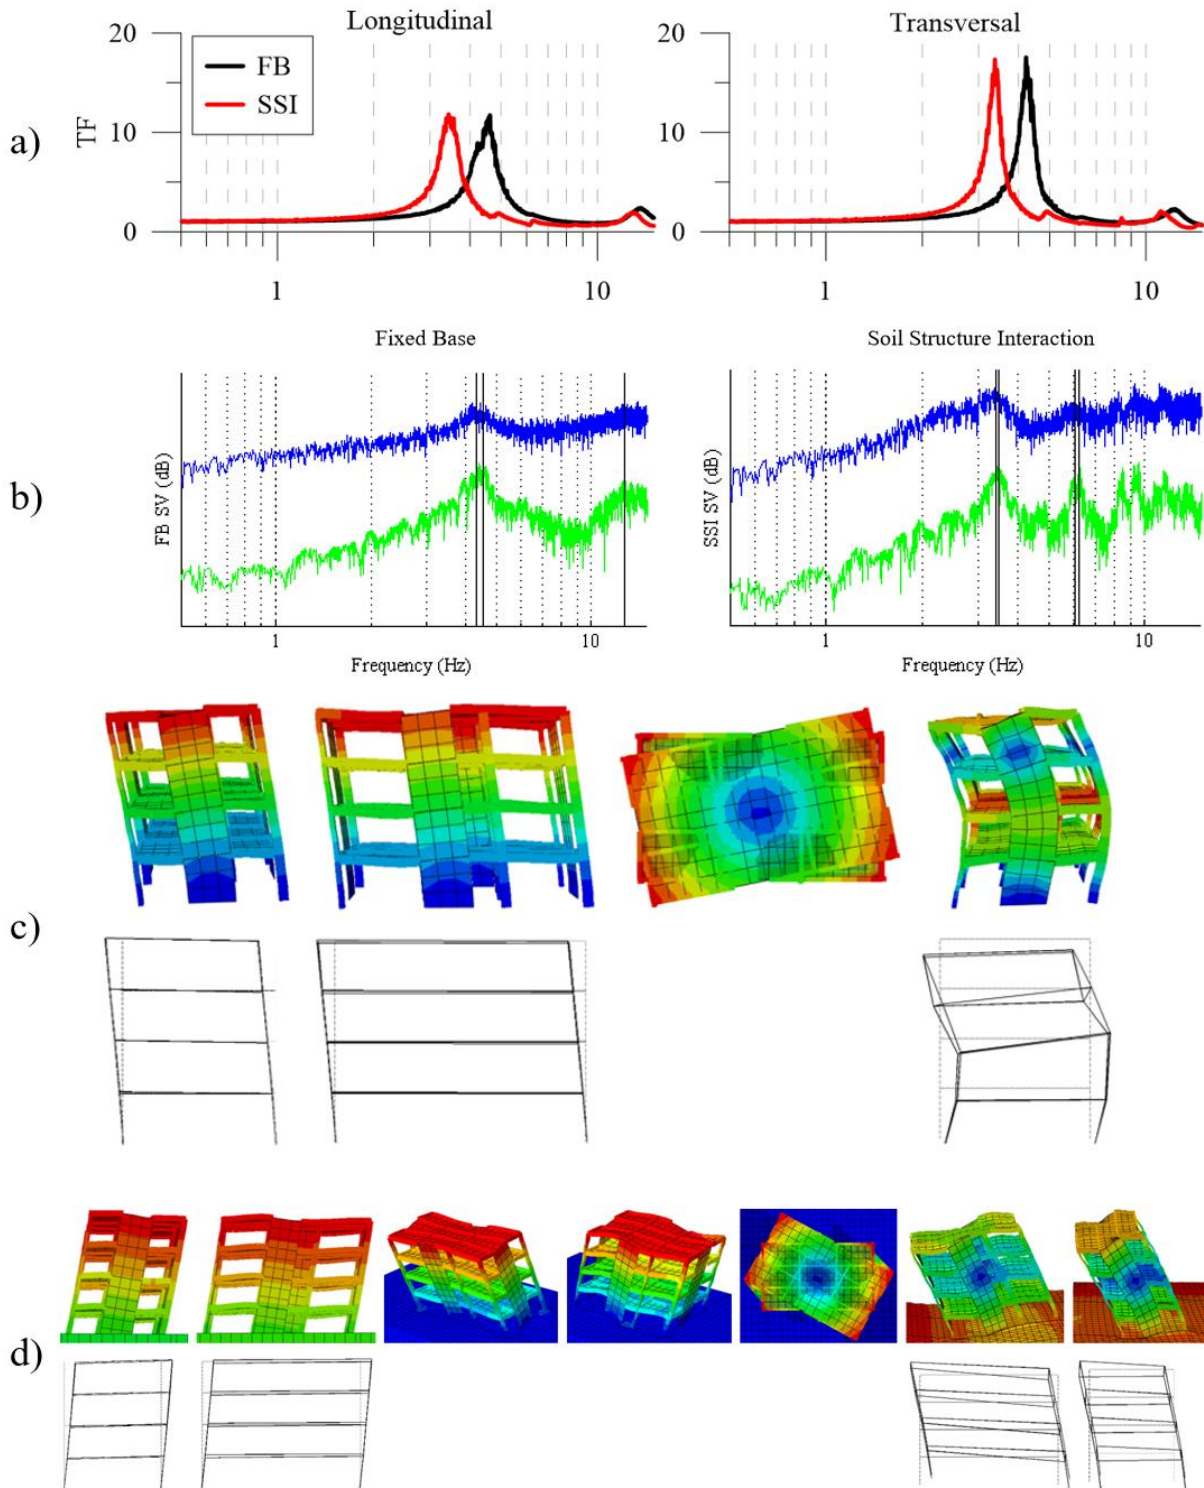 Longitudinal
Transversal
20
10
0
TF
FB
SSI
1
10
20
10
0
1
10
a)
Fixed Base
Soil Structure Interaction
FB SV (dB)
1
10
Frequency (Hz)
SSI SV (dB)
1
10
Frequency (Hz)
b)
c)
d)